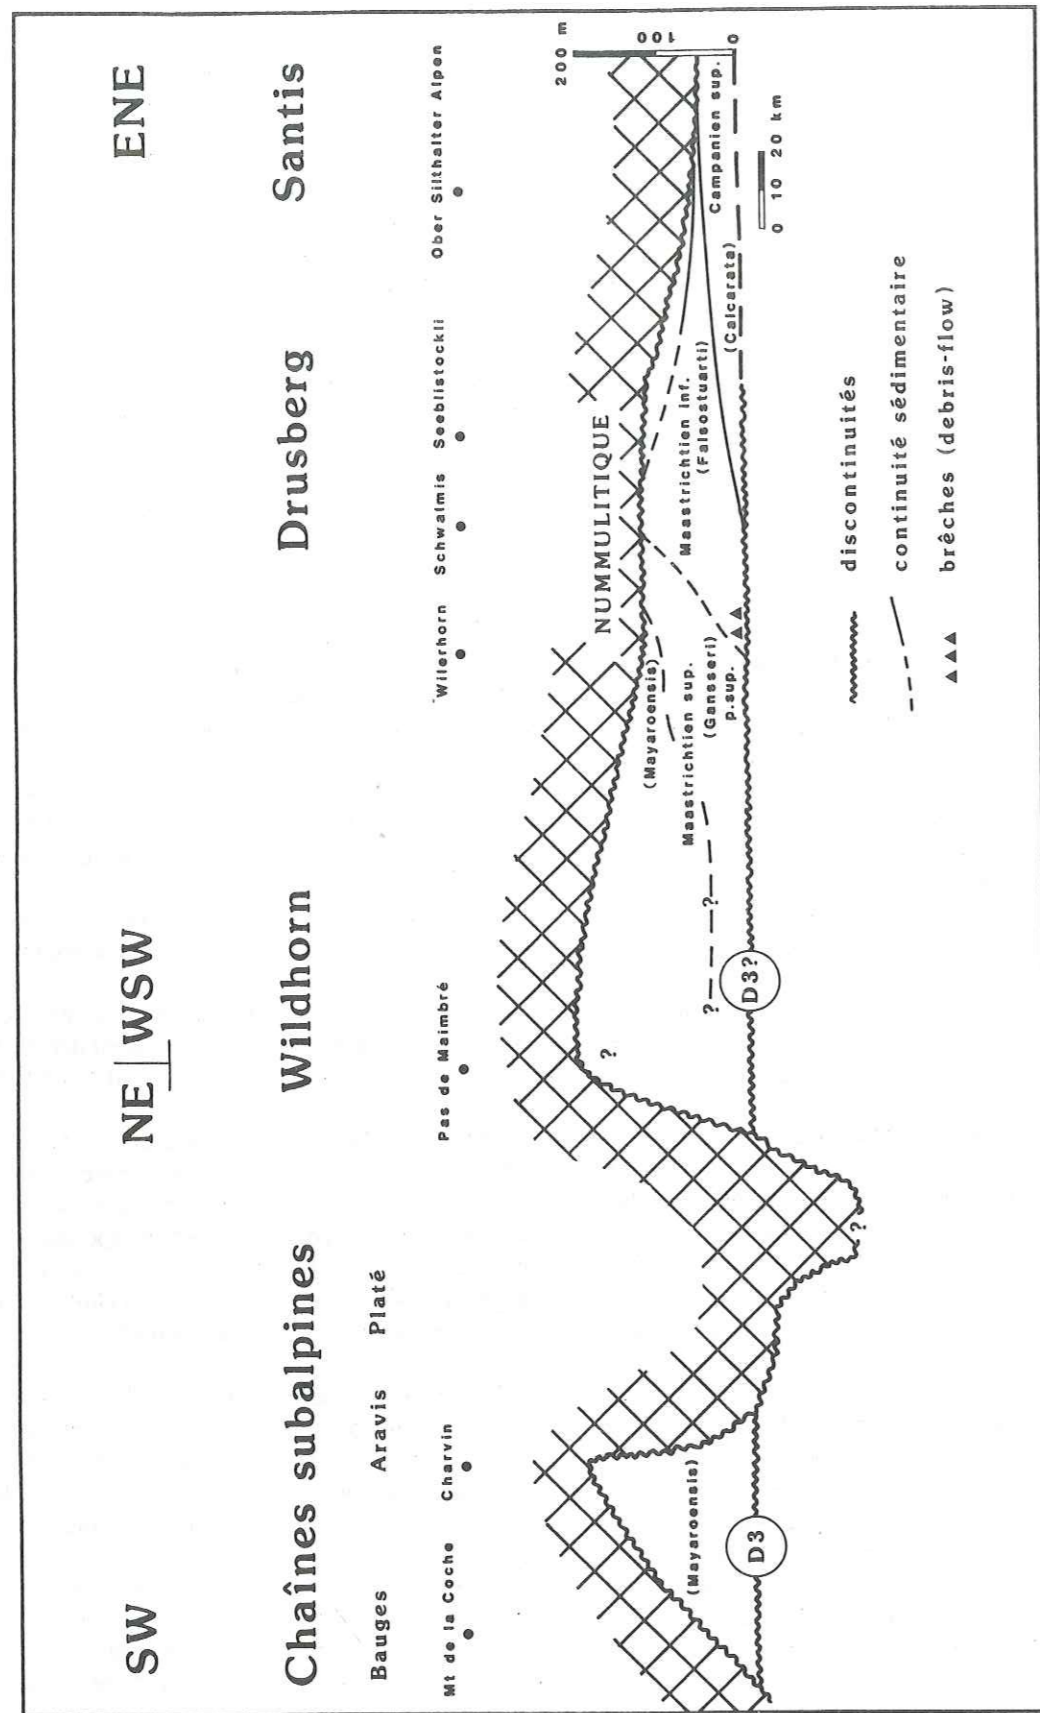 SW NE WSW ENE
Chaînes subalpines Wildhorn Drusberg Santis
Bauges Aravis Platé
Mt de la Coche Charvin Pas de Maimbré Wilerhorn Schwalmis Seeblistockli Ober Silthalter Alpen
200 m
100
0
NUMMULITIQUE
(Mayaroensis)
Maastrichtien inf.
(Falsostuarti)
Maastrichtien sup.
(Gansseri)
p.sup.
Campanien sup.
(Calcarata)
(Mayaroensis)
?
?
?
?
D3
D3?
0 10 20 km
discontinuités
continuité sédimentaire
brêches (debris-flow)